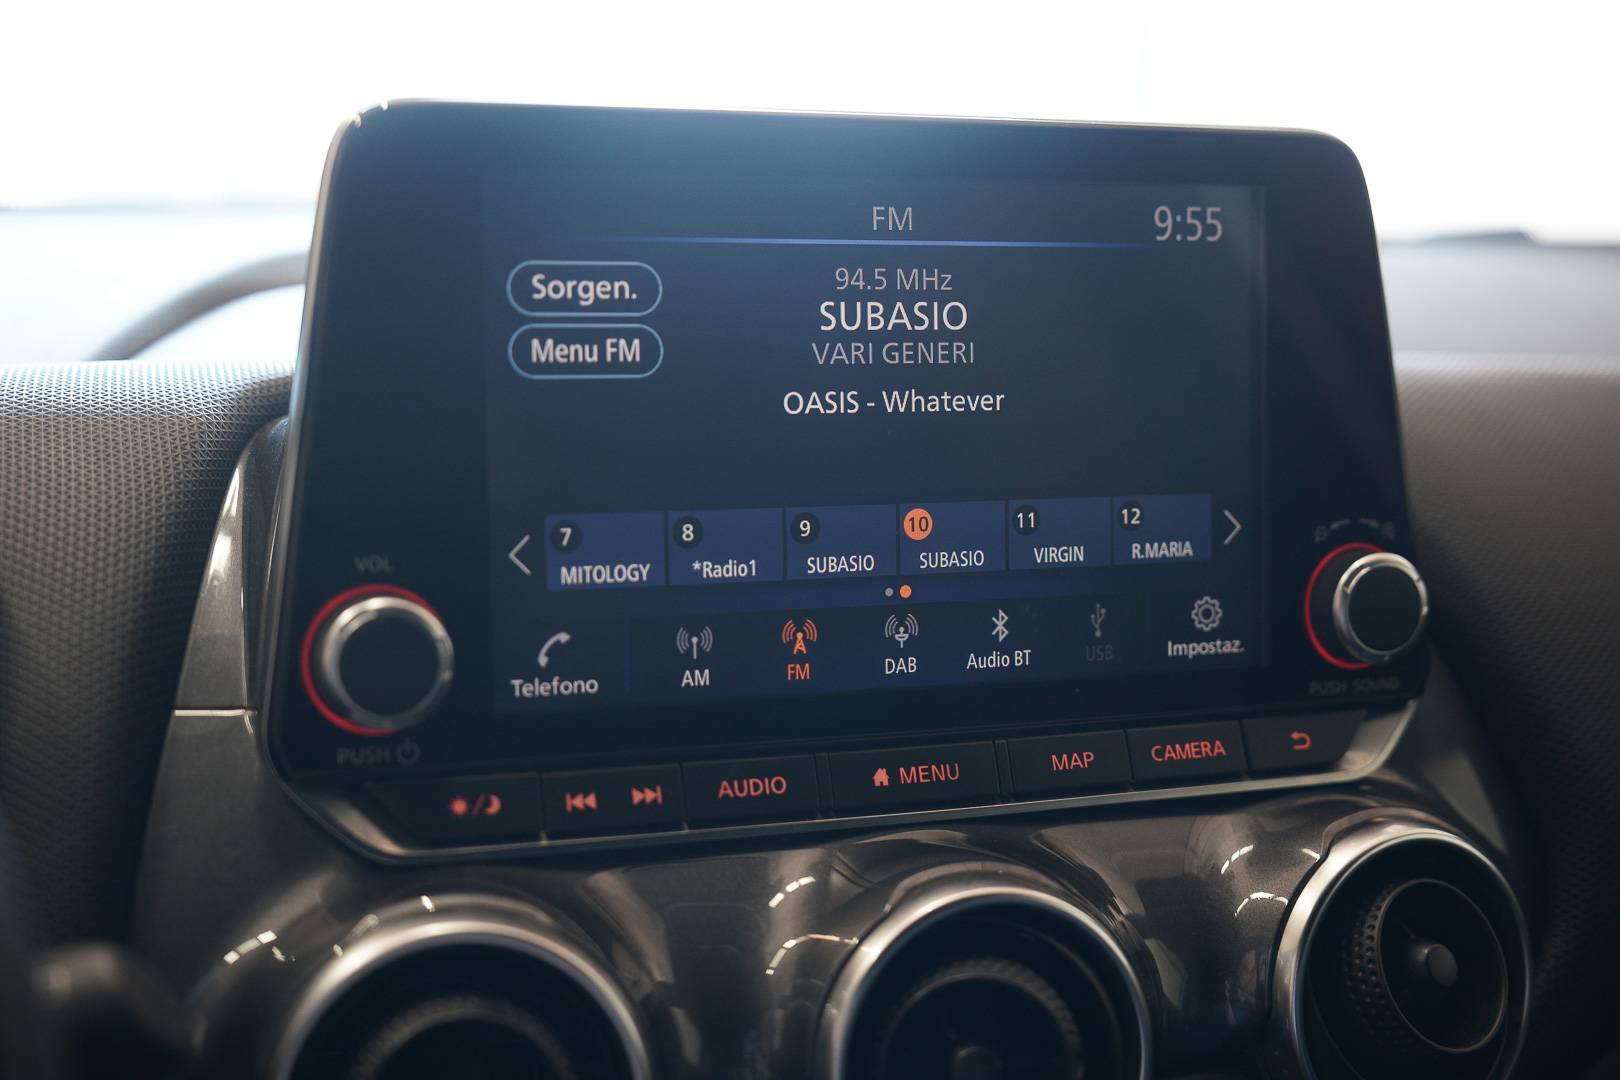 FM
9:55
Sorgen.
Menu FM
94.5 MHz
SUBASIO
VARI GENERI
OASIS - Whatever
7 MITOLOGY
8 *Radio1
9 SUBASIO
10 SUBASIO
11 VIRGIN
12 R.MARIA
Telefono
AM
FM
DAB
Audio BT
USB
Impostaz.
VOL
PUSH
PUSH SOUND
AUDIO
MENU
MAP
CAMERA